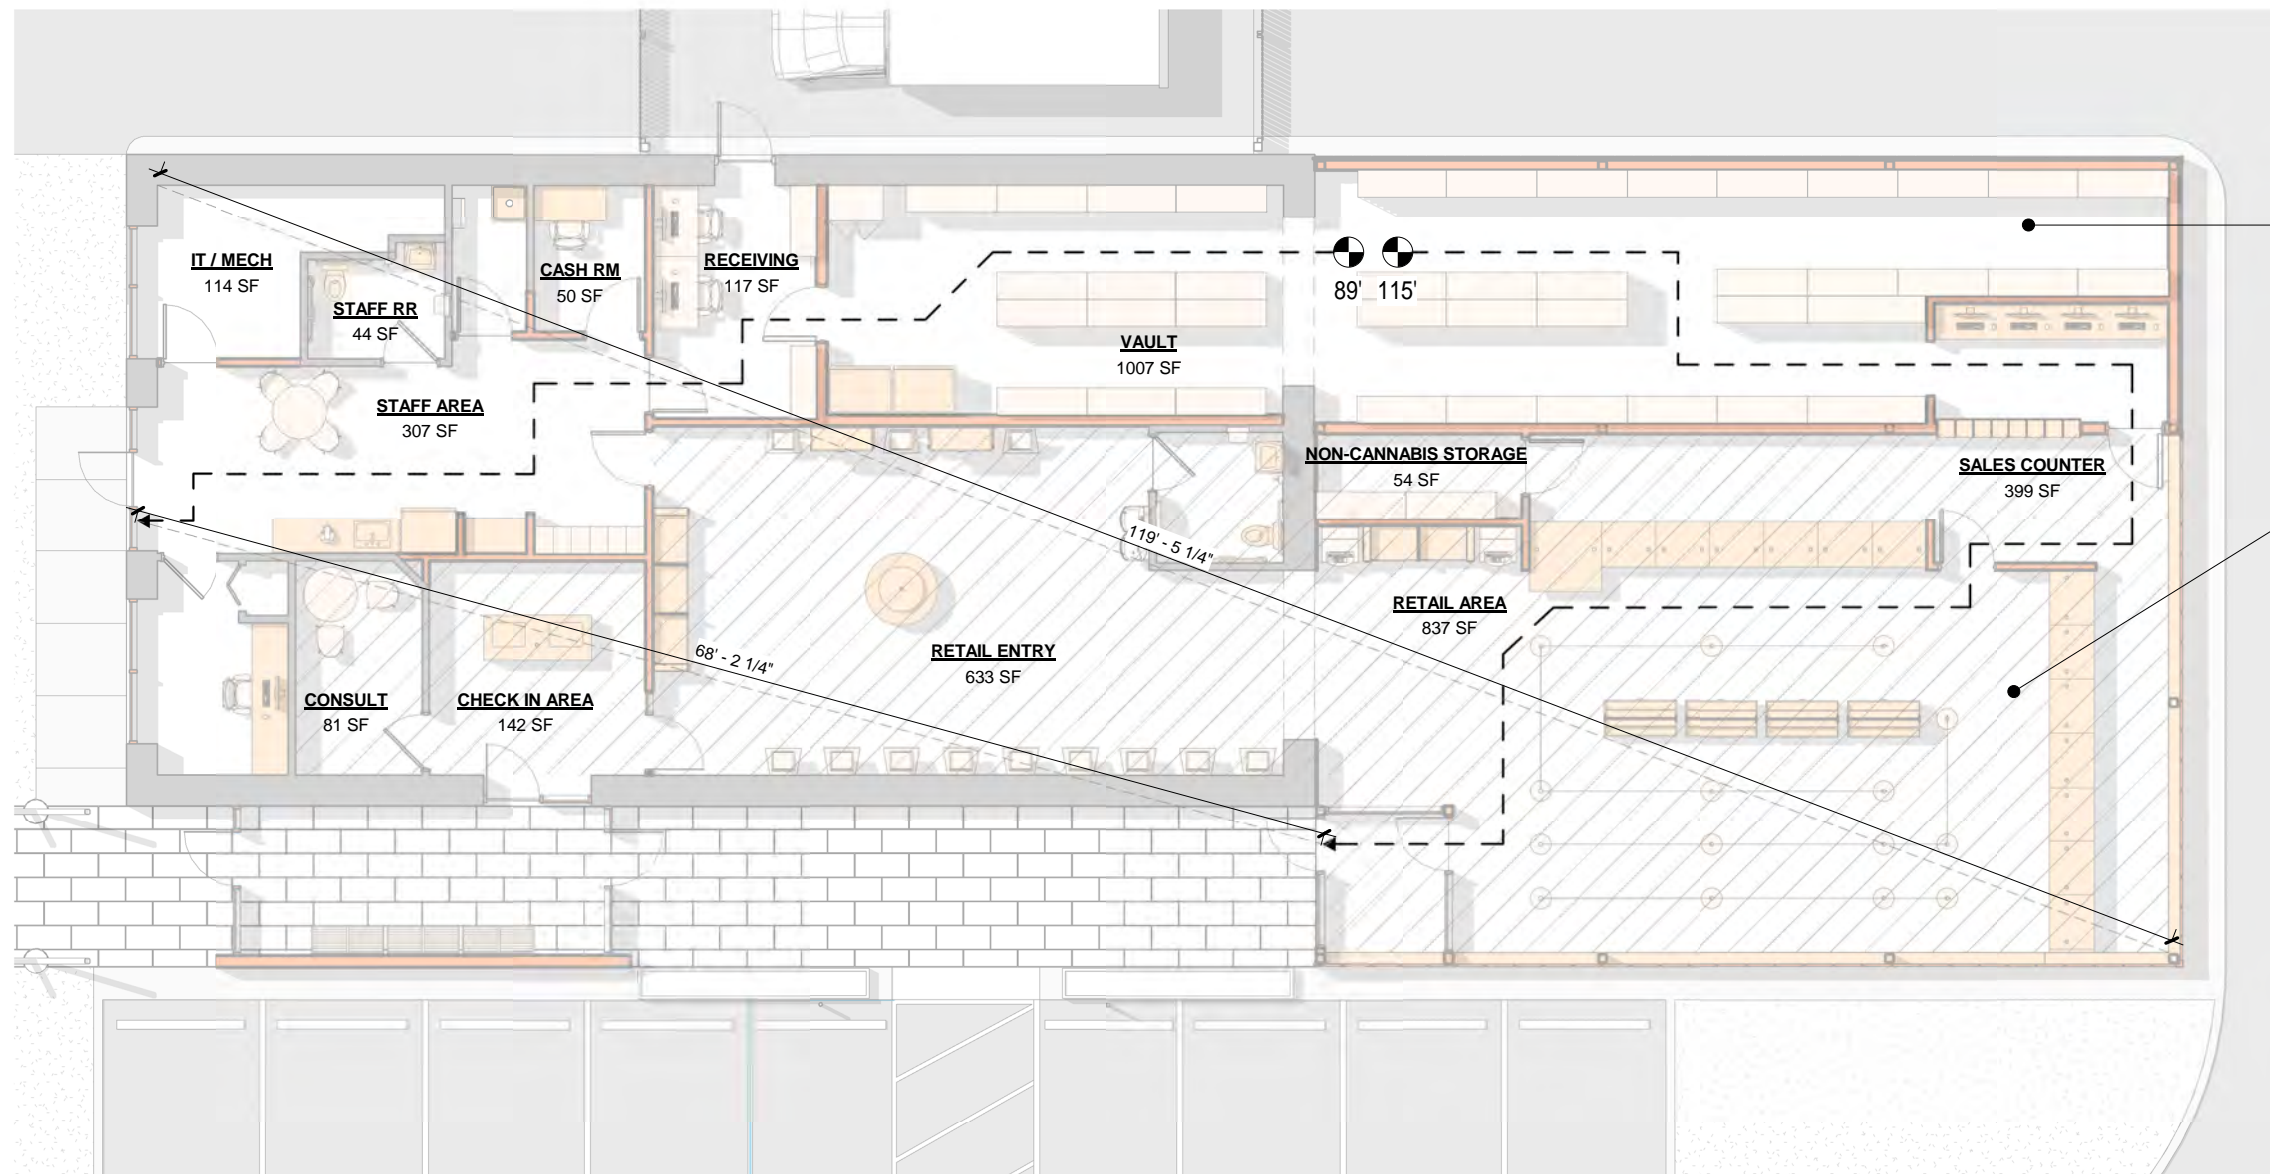 IT / MECH
114 SF
STAFF RR
44 SF
CASH RM
50 SF
RECEIVING
117 SF
89' 115'
VAULT
1007 SF
STAFF AREA
307 SF
NON-CANNABIS STORAGE
54 SF
SALES COUNTER
399 SF
119' - 5 1/4"
RETAIL AREA
837 SF
68' - 2 1/4"
RETAIL ENTRY
633 SF
CONSULT
81 SF
CHECK IN AREA
142 SF